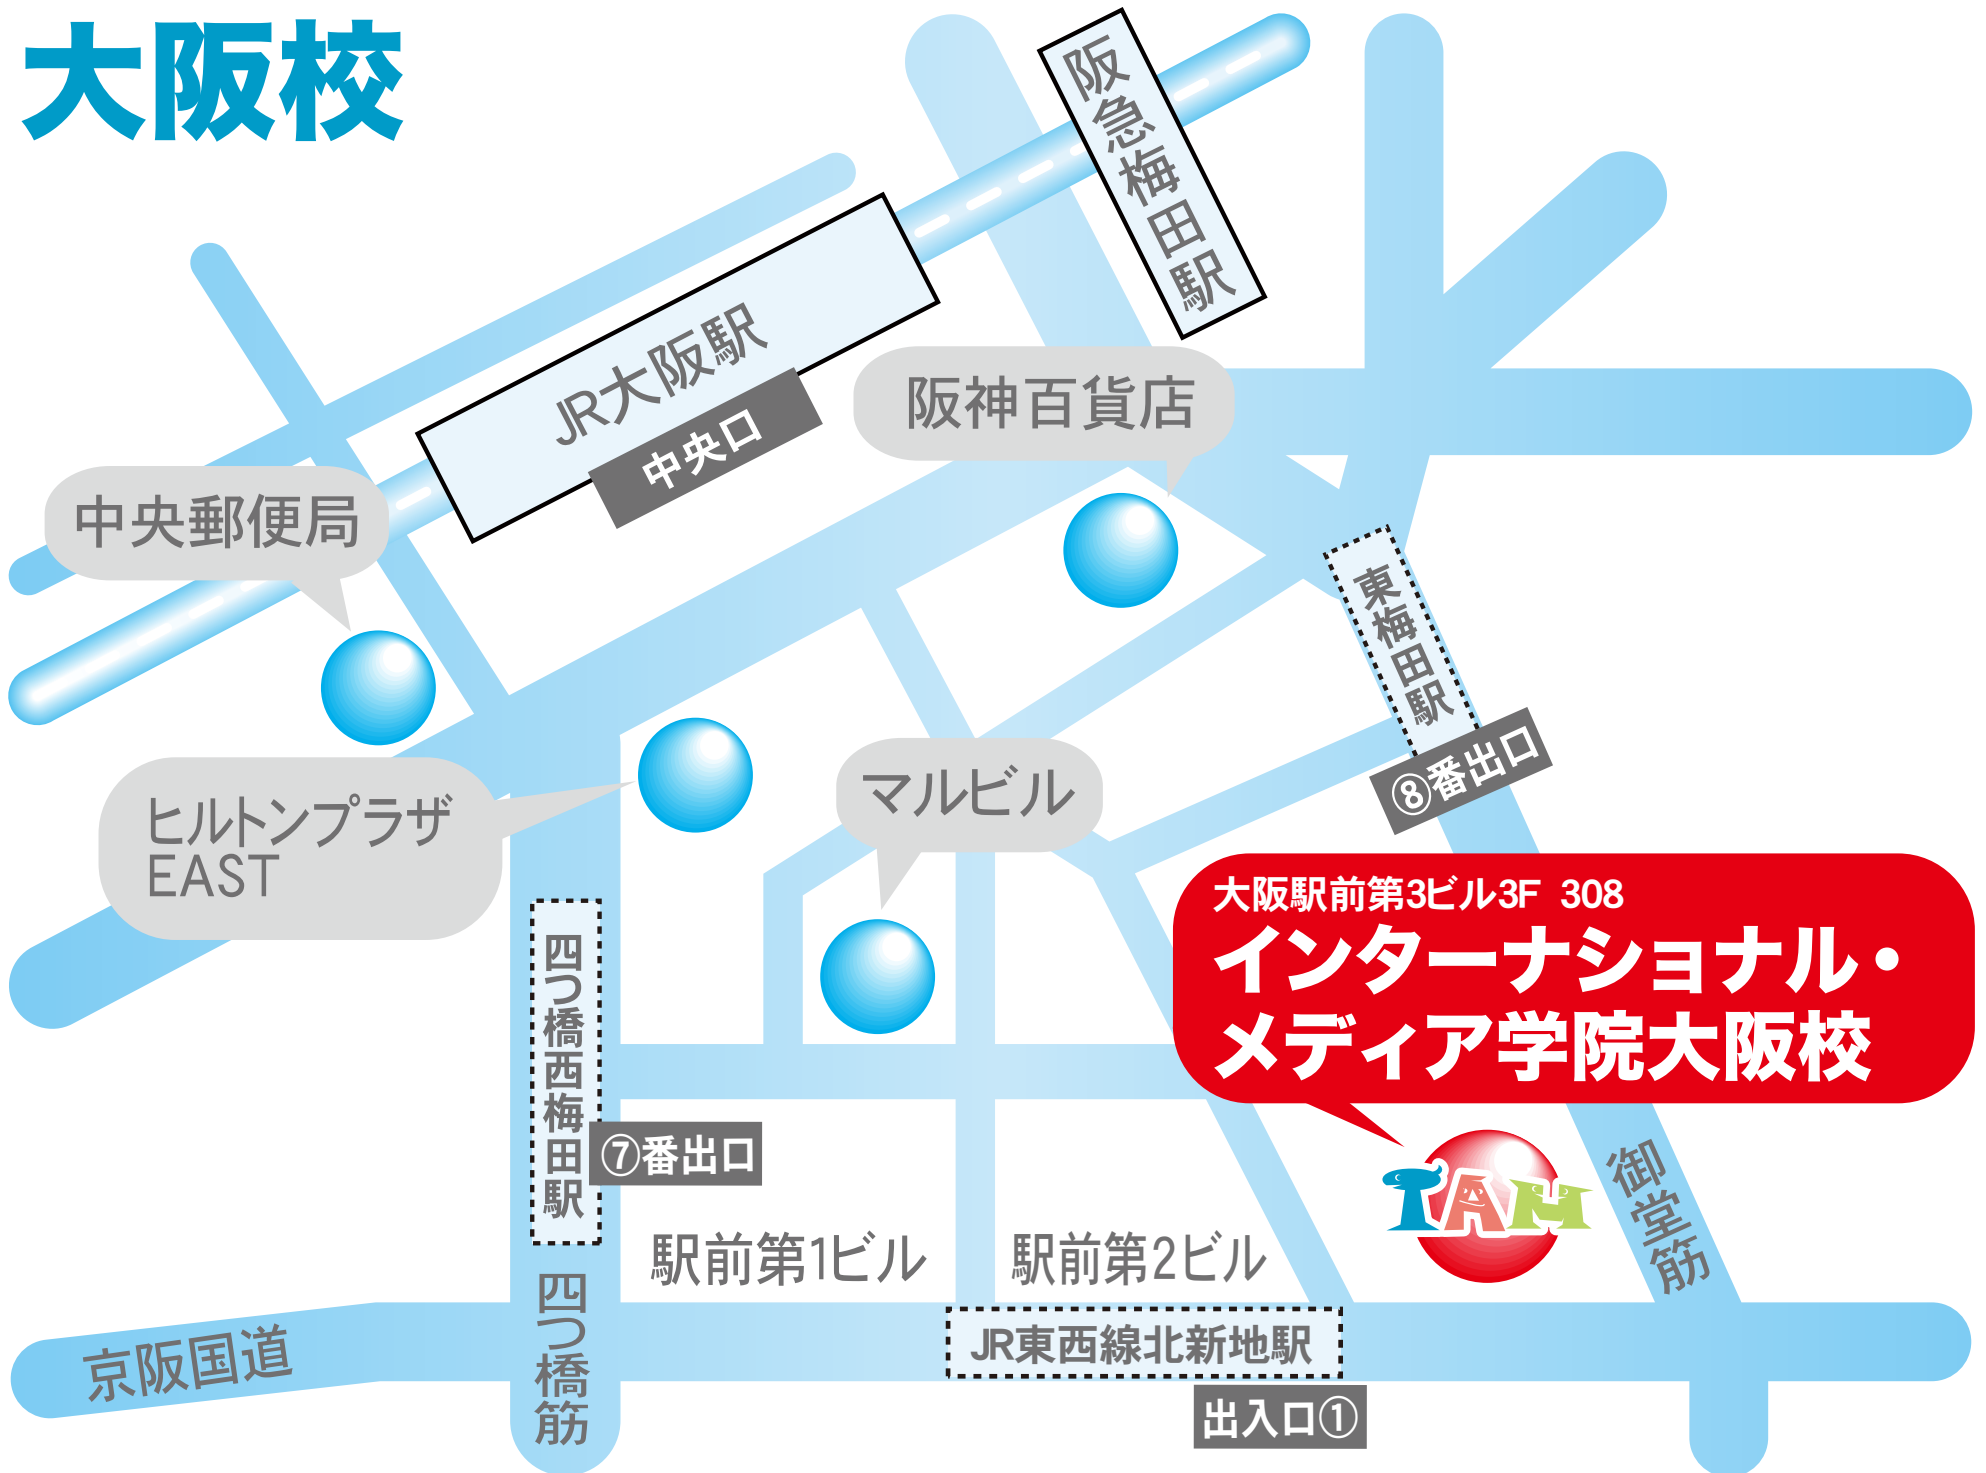 大阪校
阪急梅田駅
JR大阪駅
中央口
阪神百貨店
中央郵便局
東梅田駅
⑧番出口
ヒルトンプラザ
EAST
マルビル
大阪駅前第3ビル3F 308
インターナショナル・
メディア学院大阪校
四つ橋西梅田駅
⑦番出口
IAM
御堂筋
駅前第1ビル
駅前第2ビル
四つ橋筋
JR東西線北新地駅
京阪国道
出入口①